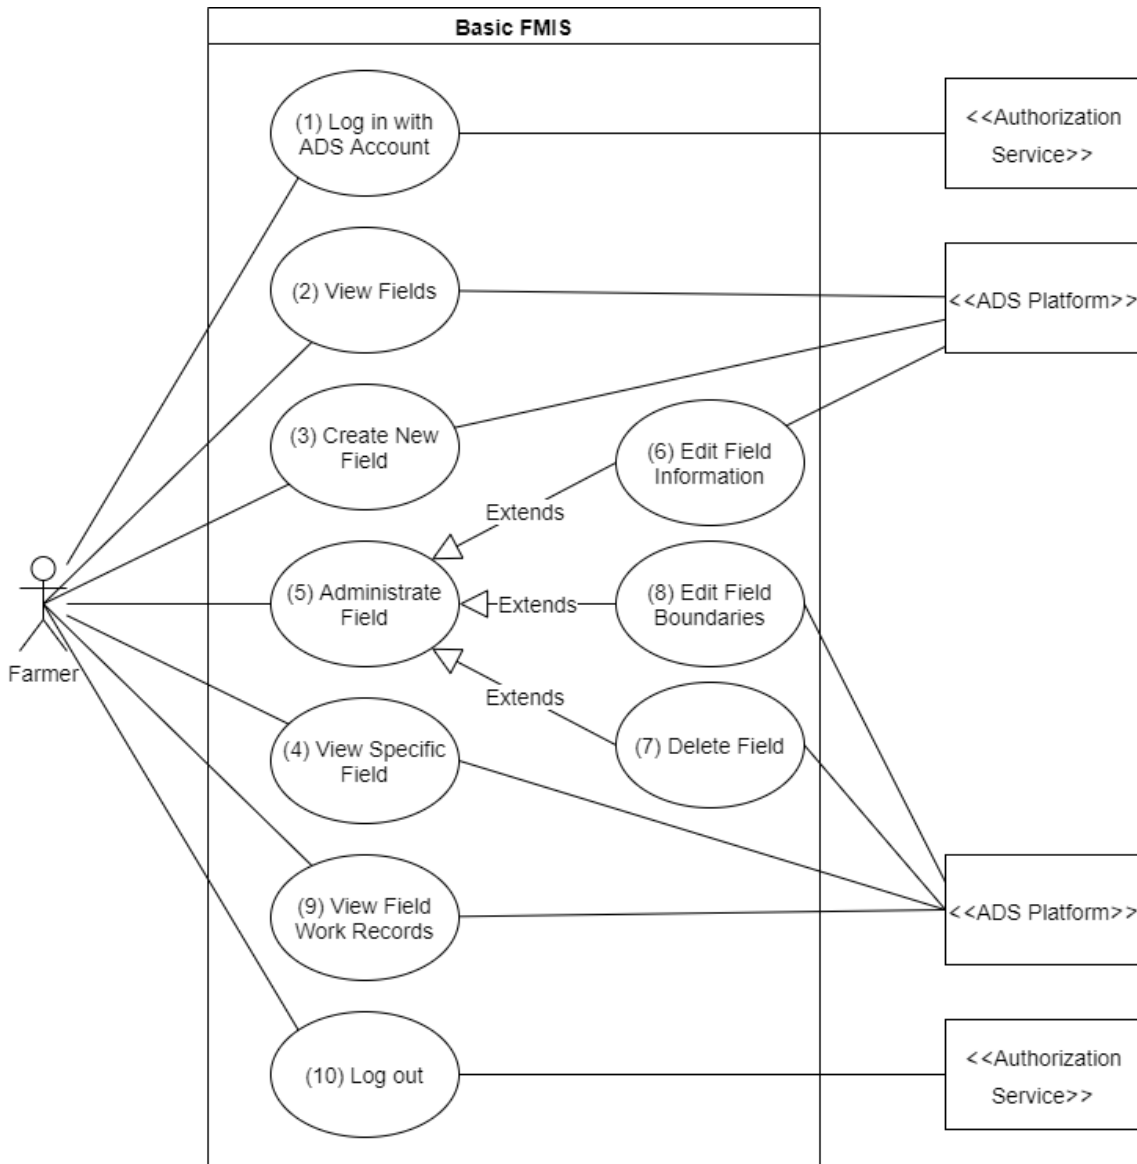 Basic FMIS
(1) Log in with
ADS Account
<<Authorization
Service>>
(2) View Fields
<<ADS Platform>>
(3) Create New
Field
(6) Edit Field
Information
Extends
(5) Administrate
Field
Extends
(8) Edit Field
Boundaries
Farmer
Extends
(4) View Specific
Field
(7) Delete Field
(9) View Field
Work Records
<<ADS Platform>>
(10) Log out
<<Authorization
Service>>